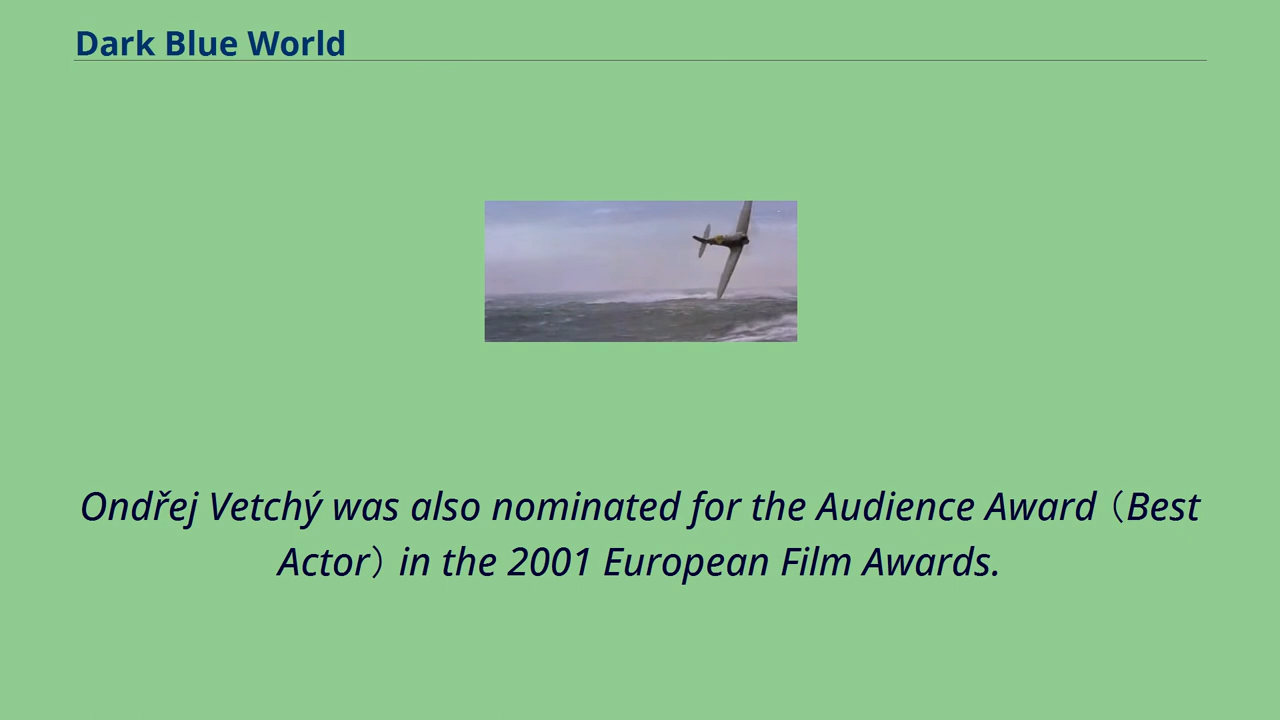 Dark Blue World
Ondřej Vetchý was also nominated for the Audience Award（Best
Actor）in the 2001 European Film Awards.